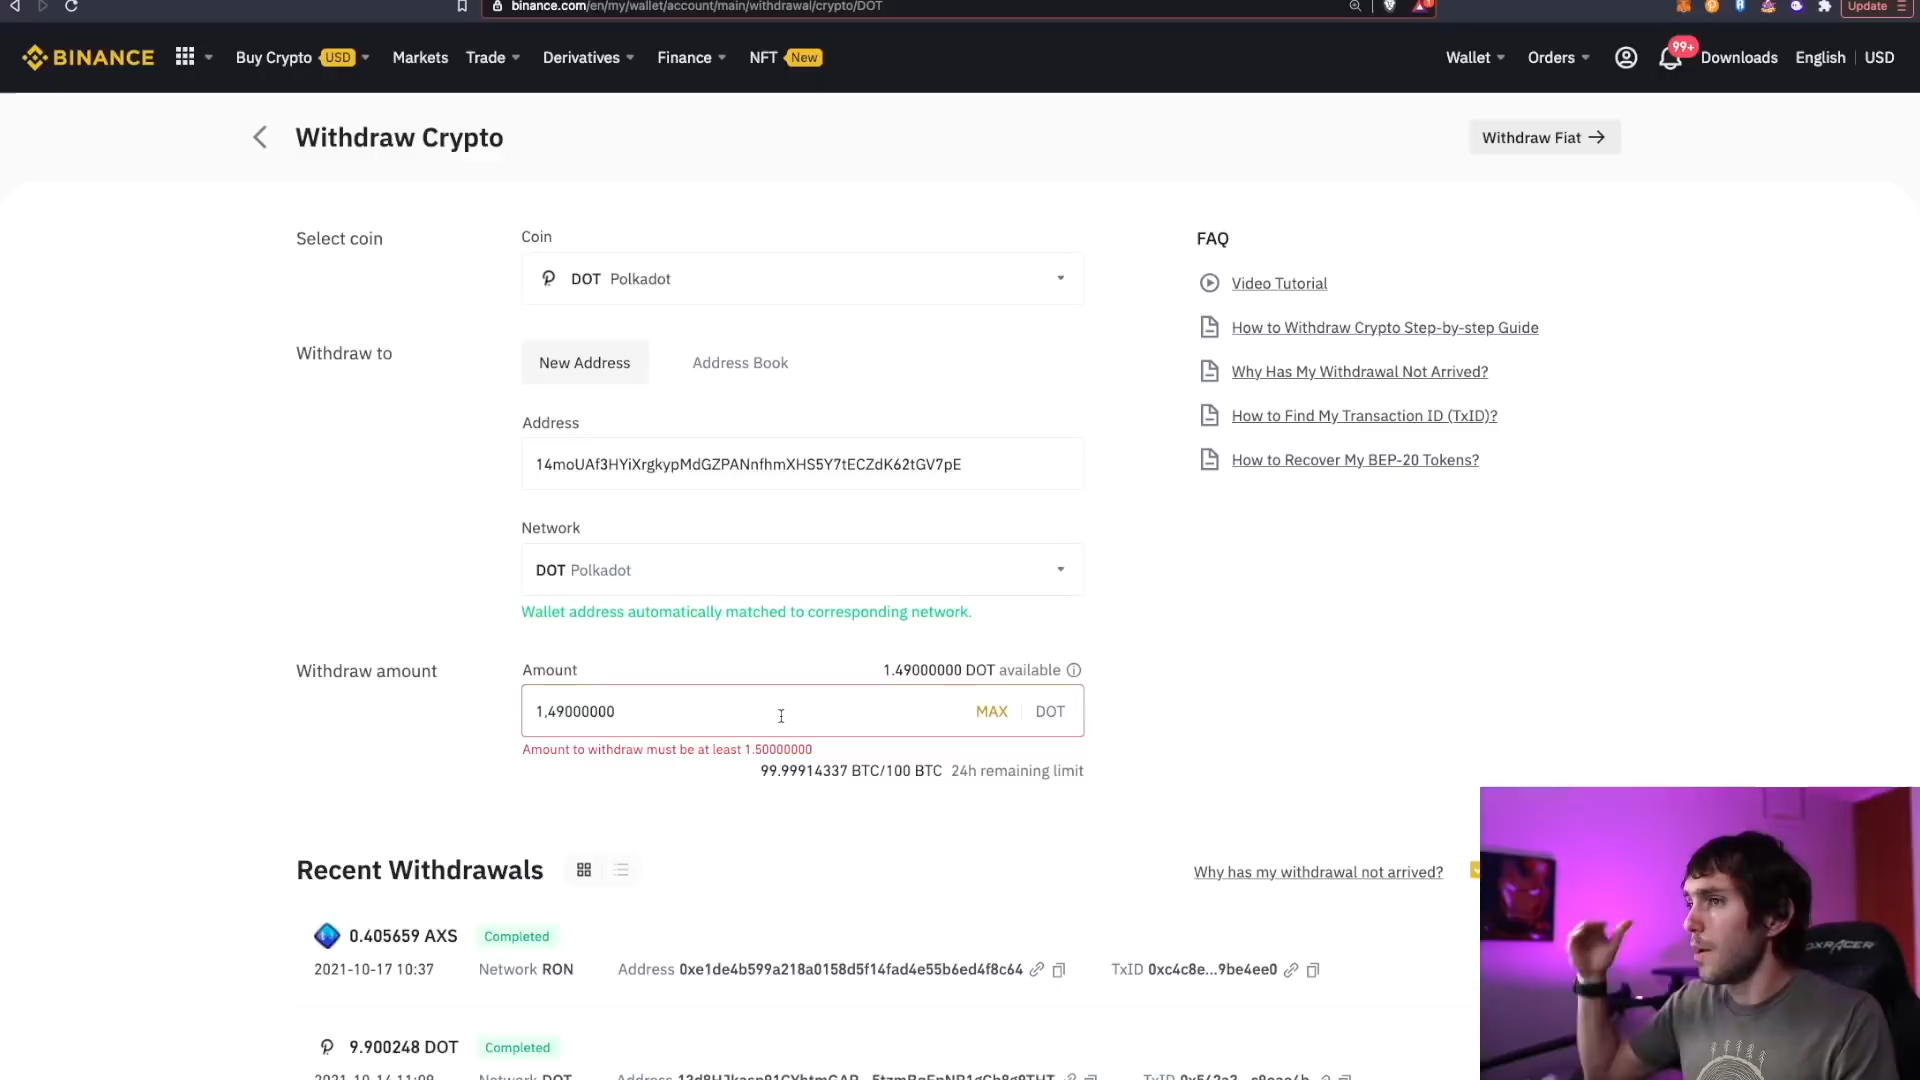 binance.com/en/my/wallet/account/main/withdrawal/crypto/DOT
Update
BINANCE
Buy Crypto USD
Markets
Trade
Derivatives
Finance
NFT New
Wallet
Orders
99+
Downloads
English
USD
Withdraw Crypto
Withdraw Fiat →
Select coin
Coin
DOT Polkadot
Withdraw to
New Address
Address Book
Address
14moUAf3HYiXrgkypMdGZPANnfhmXHS5Y7tECZdK62tGV7pE
Network
DOT Polkadot
Wallet address automatically matched to corresponding network.
Withdraw amount
Amount
1.49000000 DOT available
1,49000000
MAX
DOT
Amount to withdraw must be at least 1.50000000
99.99914337 BTC/100 BTC 24h remaining limit
FAQ
Video Tutorial
How to Withdraw Crypto Step-by-step Guide
Why Has My Withdrawal Not Arrived?
How to Find My Transaction ID (TxID)?
How to Recover My BEP-20 Tokens?
Recent Withdrawals
Why has my withdrawal not arrived?
0.405659 AXS Completed
2021-10-17 10:37 Network RON Address 0xe1de4b599a218a0158d5f14fad4e55b6ed4f8c64 TxID 0xc4c8e...9be4ee0
9.900248 DOT Completed
Network DOT Address
TxID
DXRACER